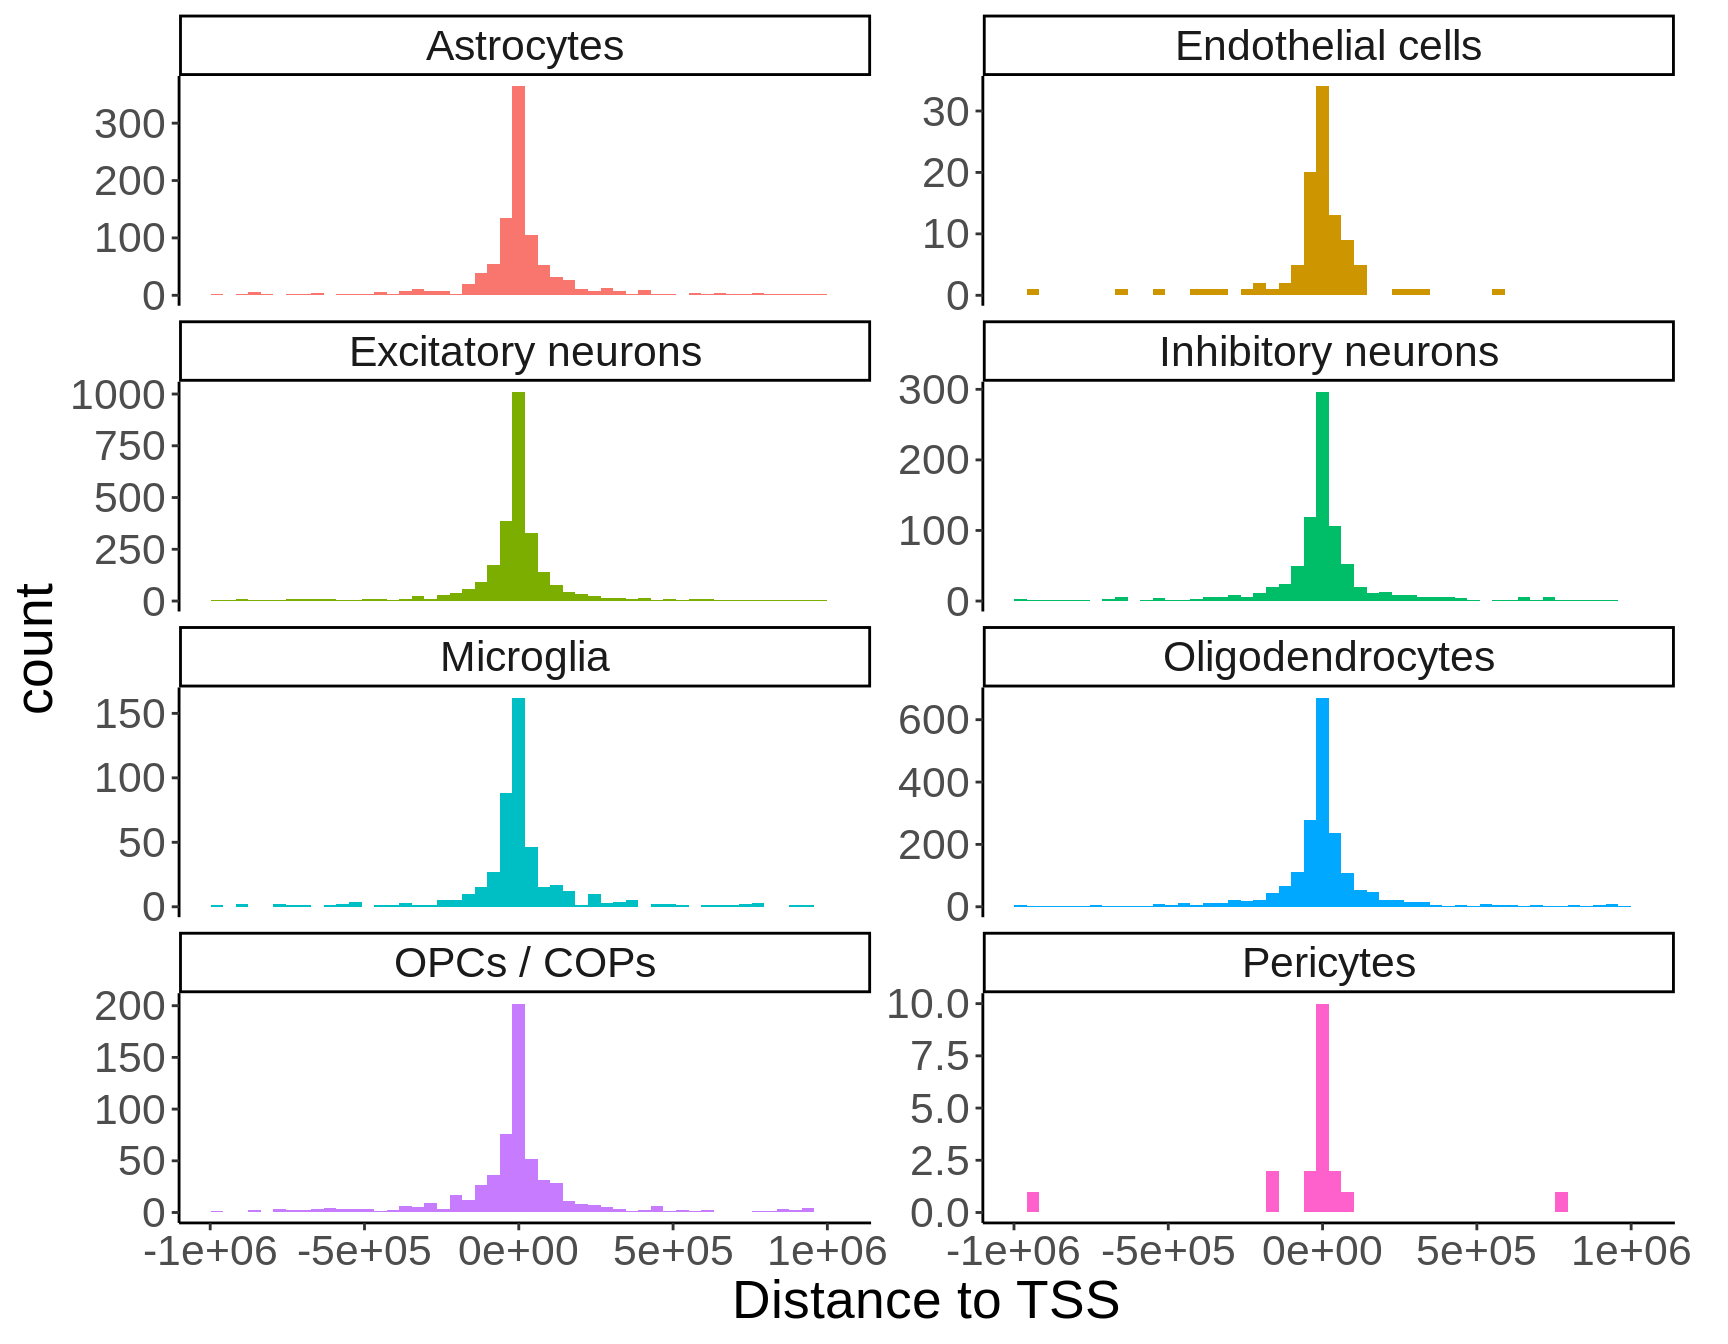 Astrocytes
300
200
100
0
Endothelial cells
30
20
10
0
Excitatory neurons
1000
750
500
250
0
Inhibitory neurons
300
200
100
0
Microglia
150
100
50
0
Oligodendrocytes
600
400
200
0
OPCs / COPs
200
150
100
50
0
Pericytes
10.0
7.5
5.0
2.5
0.0
-1e+06 -5e+05 0e+00 5e+05 1e+06
-1e+06 -5e+05 0e+00 5e+05 1e+06
Distance to TSS
count